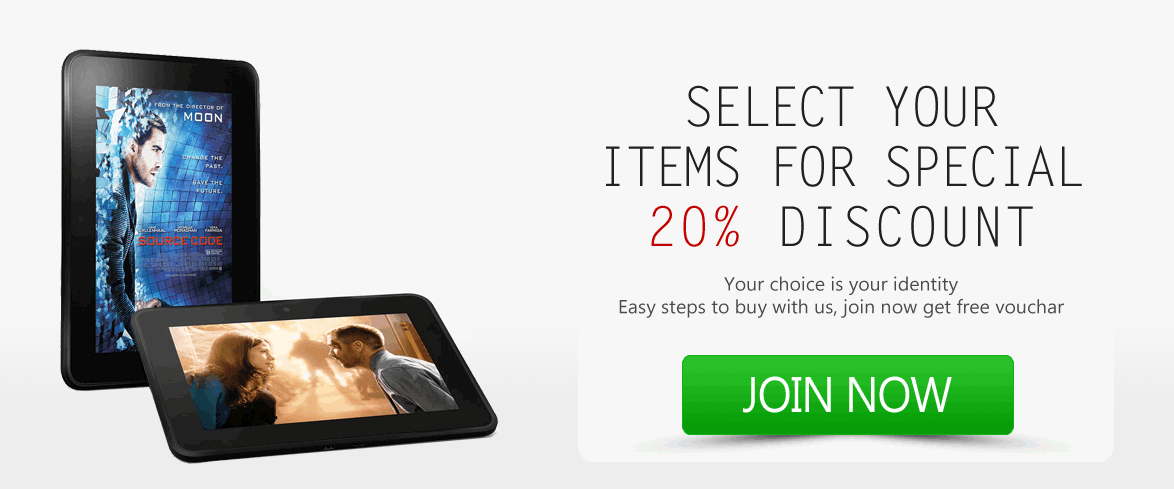 FROM THE DIRECTOR OF
MOON
CHANGE THE
PAST.
SAVE THE
FUTURE.
SOURCE CODE
SELECT YOUR
ITEMS FOR SPECIAL
20% DISCOUNT
Your choice is your identity
Easy steps to buy with us, join now get free vouchar
JOIN NOW